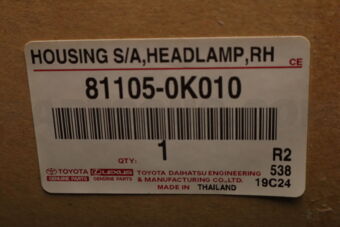 HOUSING S/A,HEADLAMP,RH
CE
81105-0K010
QTY: 1
R2
TOYOTA LEXUS TOYOTA DAIHATSU ENGINEERING 538
GENUINE PARTS GENUINE PARTS & MANUFACTURING CO.,LTD.
MADE IN THAILAND 19C24